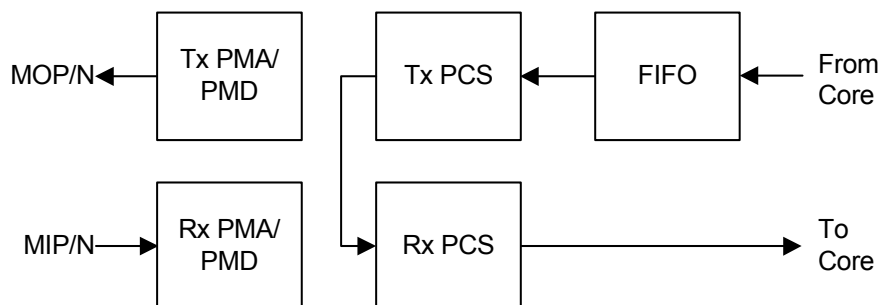 MOP/N
Tx PMA/
PMD
Tx PCS
FIFO
From
Core
MIP/N
Rx PMA/
PMD
Rx PCS
To
Core